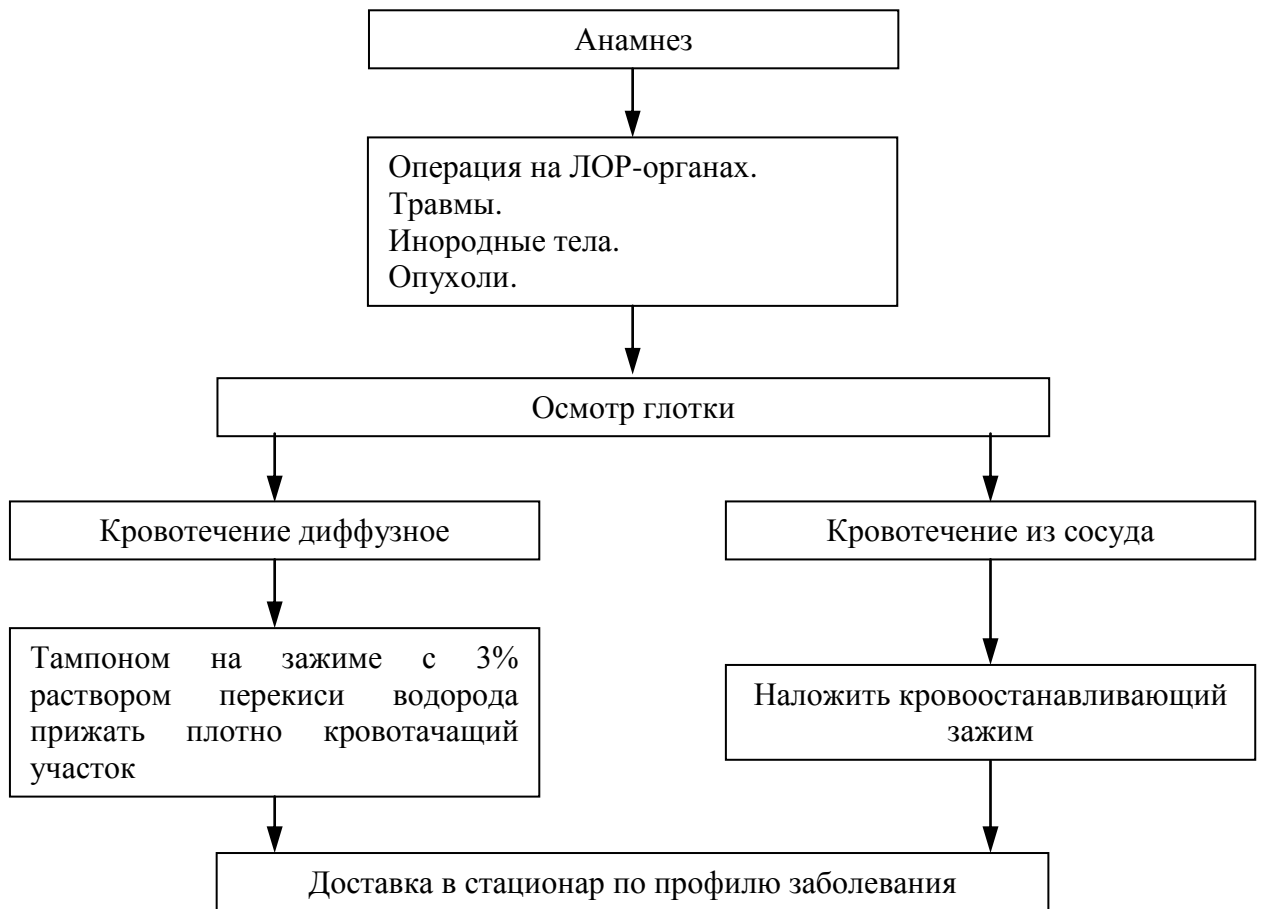 Анамнез
Операция на ЛОР-органах.
Травмы.
Инородные тела.
Опухоли.
Осмотр глотки
Кровотечение диффузное
Кровотечение из сосуда
Тампоном на зажиме с 3%
раствором перекиси водорода
прижать плотно кровотачащий
участок
Наложить кровоостанавливающий
зажим
Доставка в стационар по профилю заболевания